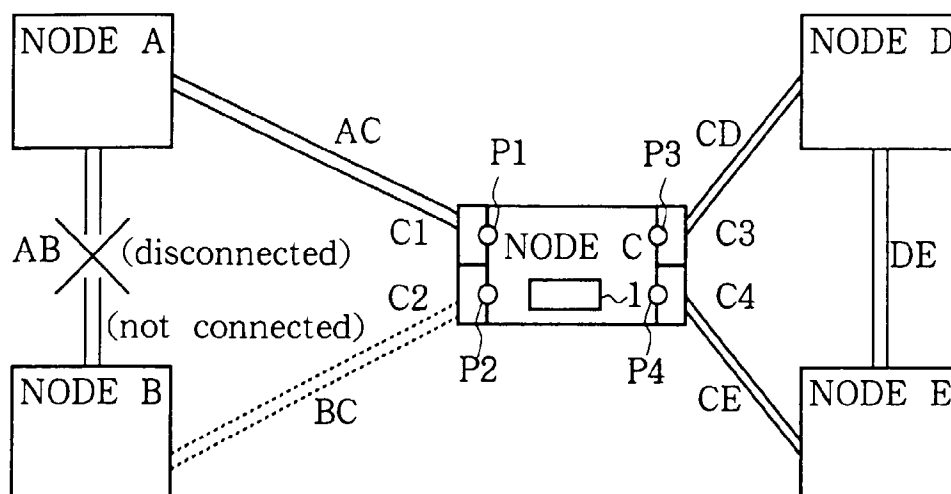 NODE A
NODE D
AC
CD
P1
P3
C1
NODE C
C3
AB
(disconnected)
DE
C2
1
C4
(not connected)
P2
P4
NODE B
BC
CE
NODE E